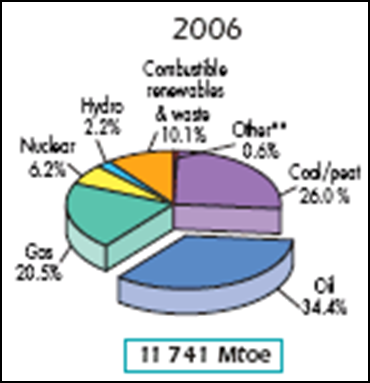 2006
Combustible
renewables
& waste
10.1%
Other**
0.6%
Hydro
2.2%
Nuclear
6.2%
Coal/peat
26.0 %
Gas
20.5%
Oil
34.4%
11 741 Mtoe